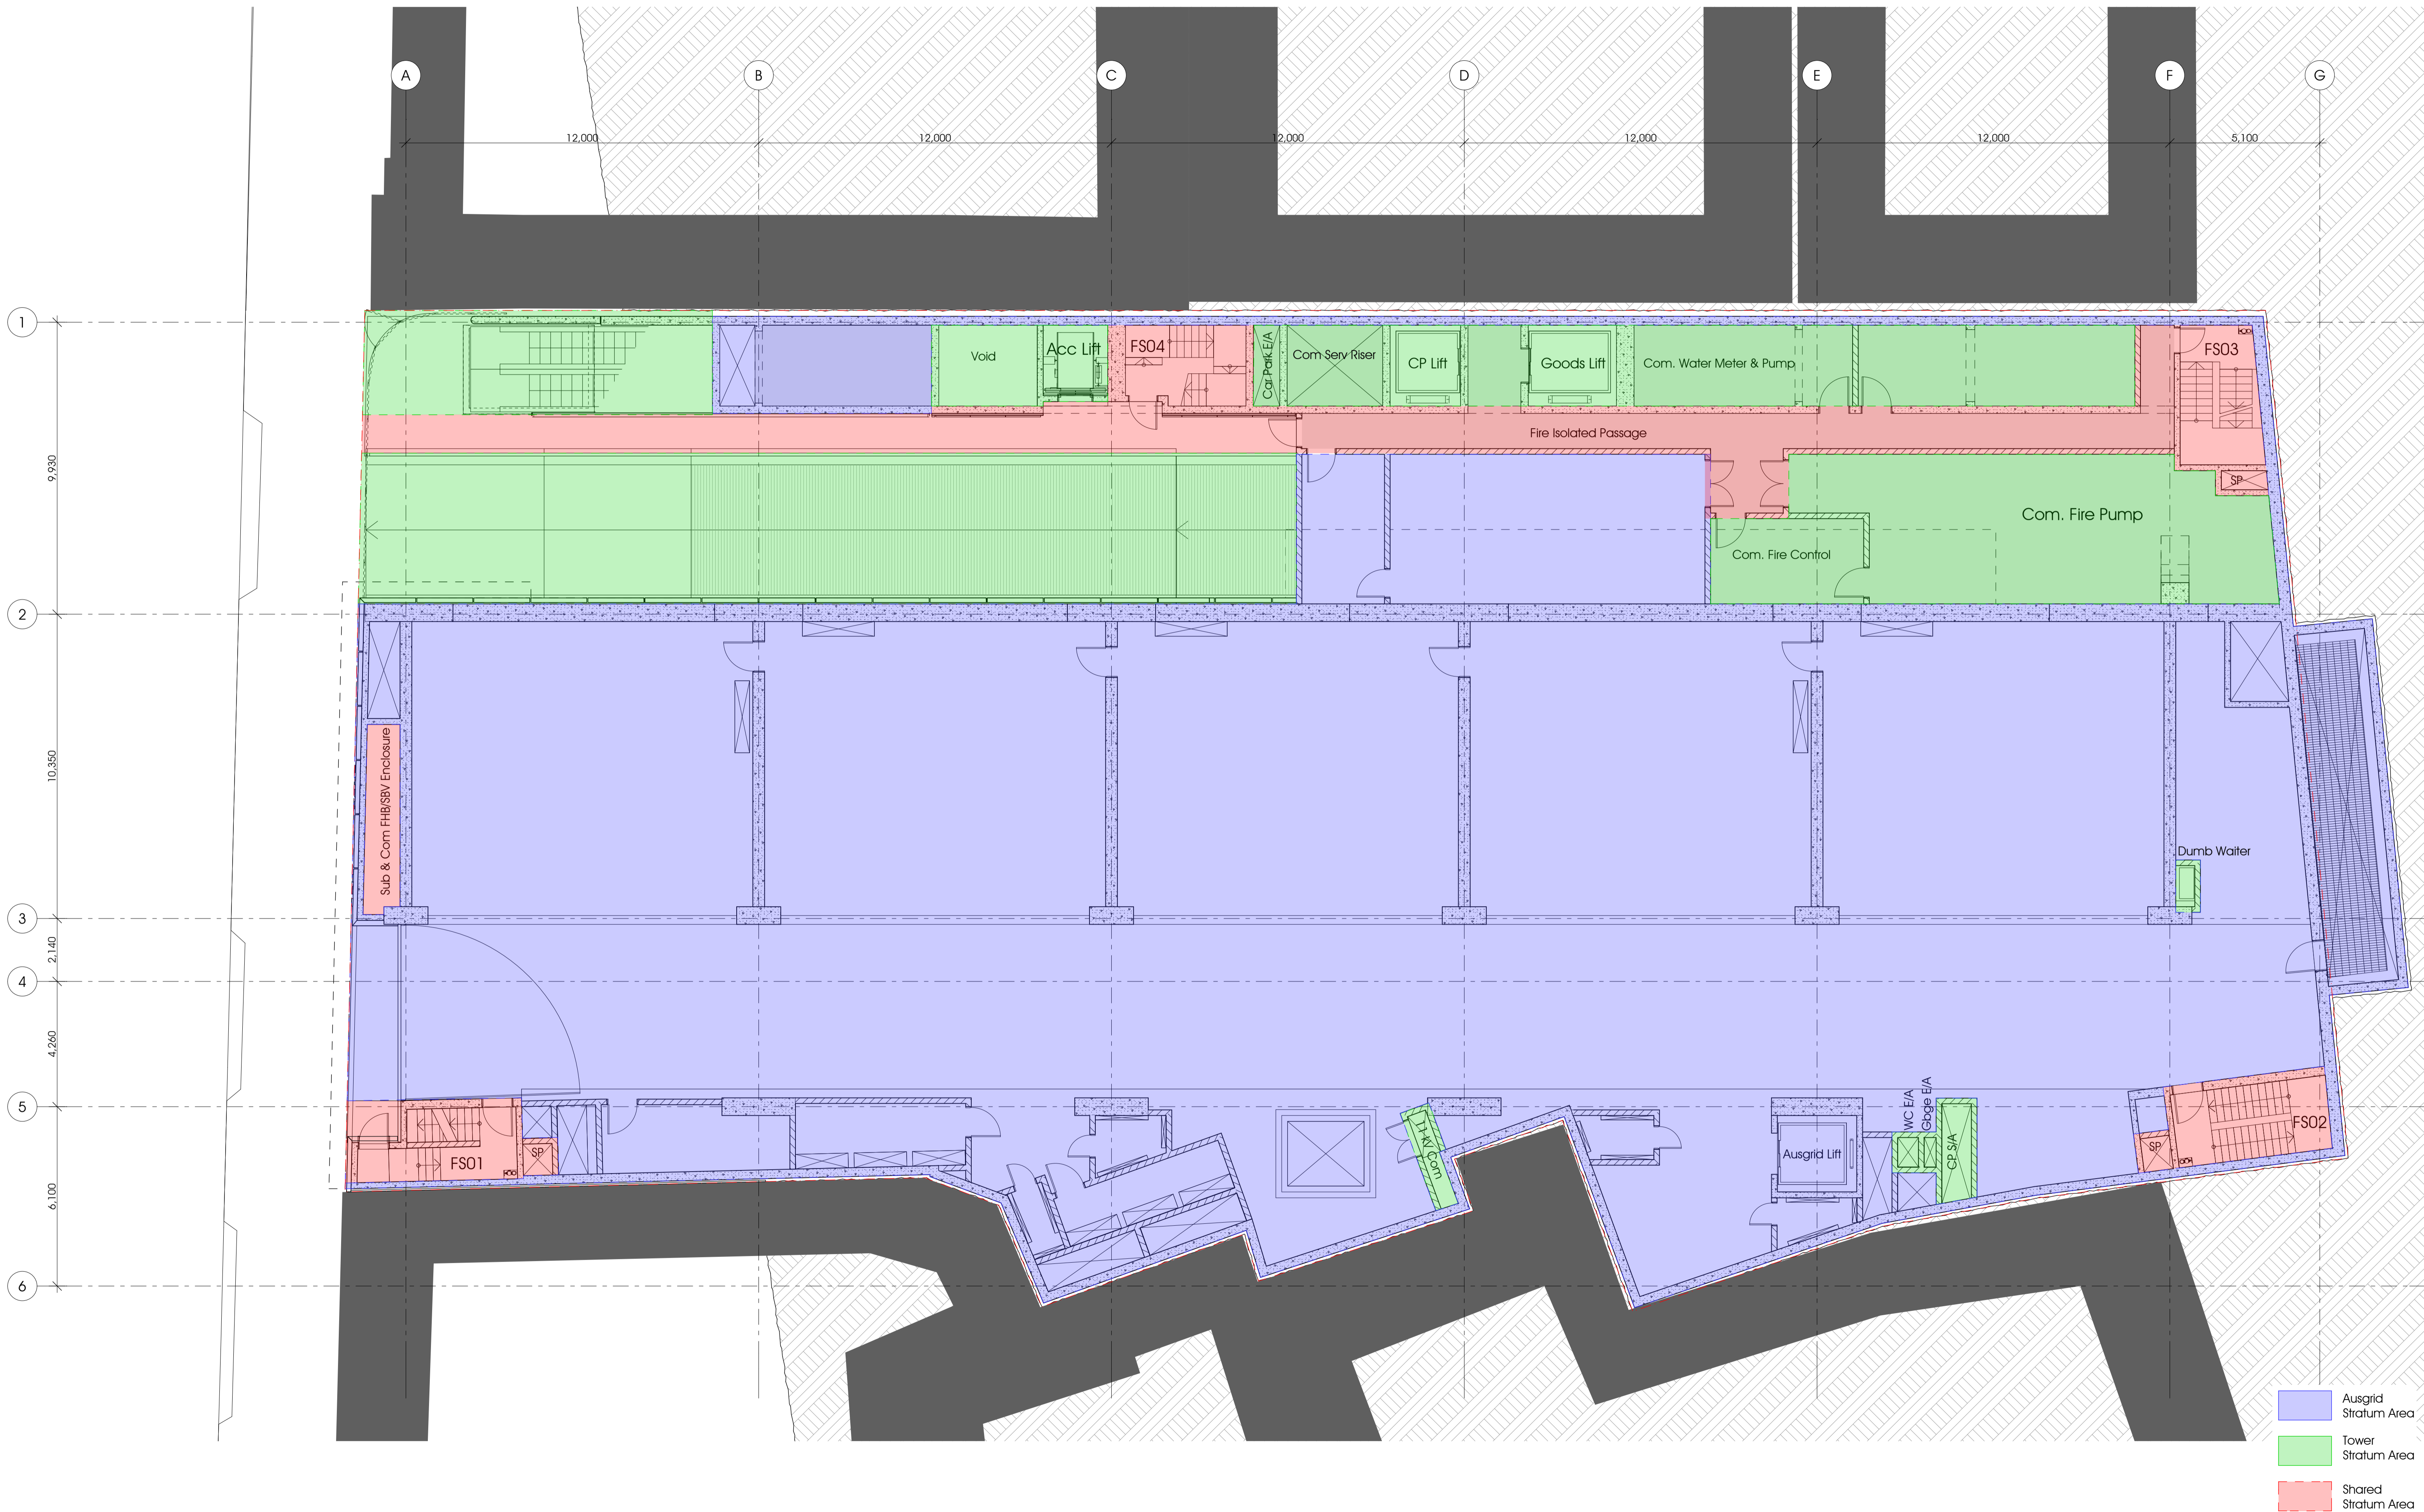 A
B
C
D
E
F
G
12,000
12,000
12,000
12,000
12,000
5,100
1
2
3
4
5
6
9,930
10,350
2,140
4,260
6,100
Void
Acc Lift
FS04
Car Park E/A
Com Serv Riser
CP Lift
Goods Lift
Com. Water Meter & Pump
FS03
Fire Isolated Passage
SP
Com. Fire Pump
Com. Fire Control
Sub & Com FHB/SBV Enclosure
Dumb Waiter
FS01
SP
11 KV Com
Ausgrid Lift
WC E/A
Gbge E/A
CP S/A
SP
FS02
Ausgrid
Stratum Area
Tower
Stratum Area
Shared
Stratum Area